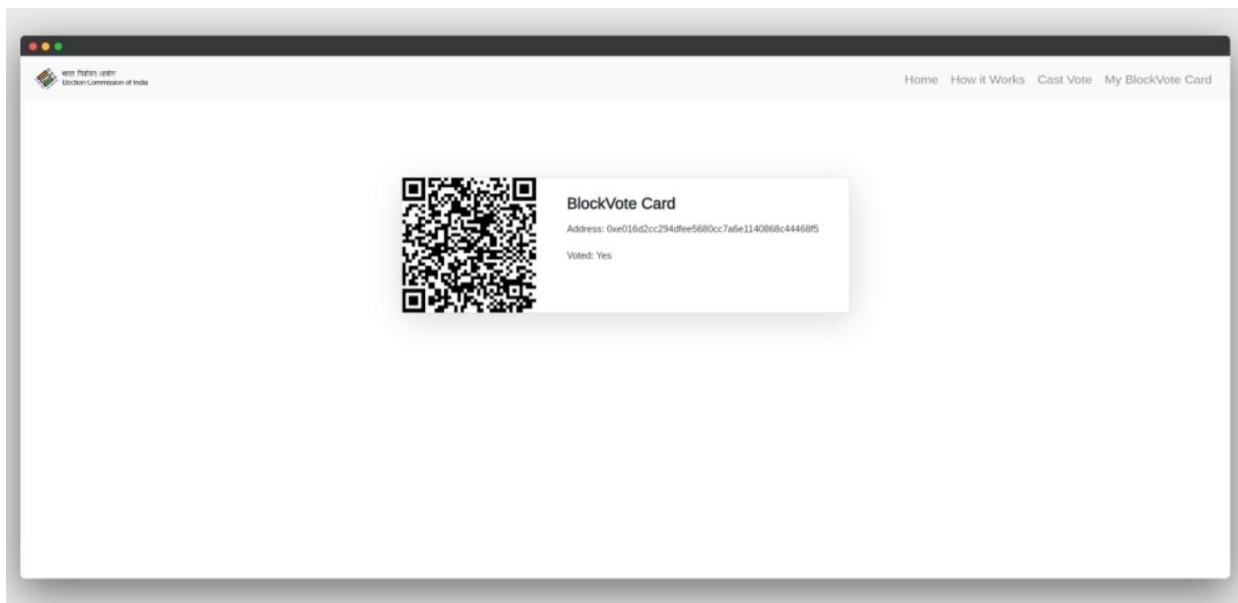 भारत निर्वाचन आयोग
Election Commission of India
Home How it Works Cast Vote My BlockVote Card
BlockVote Card
Address: 0xe016d2cc294dfee5680cc7a6e1140868c44468f5
Voted: Yes